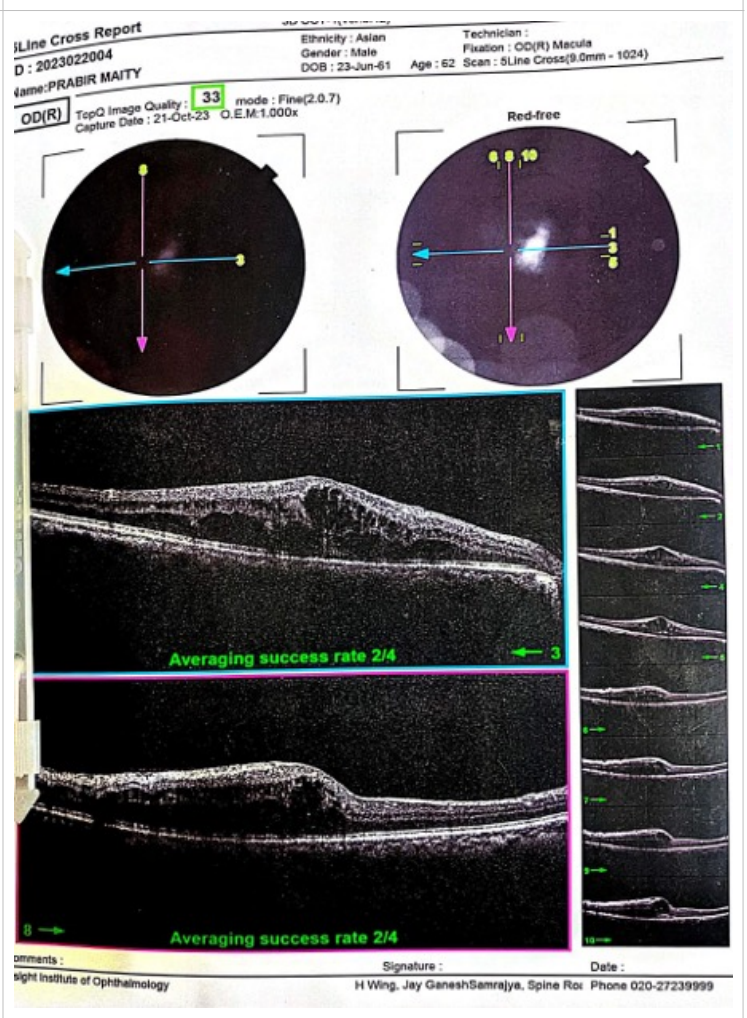 5Line Cross Report
Ethnicity : Asian
Technician :
D : 2023022004
Gender : Male
Fixation : OD(R) Macula
Name:PRABIR MAITY
DOB : 23-Jun-61
Age : 62
Scan : 5Line Cross(9.0mm - 1024)
OD(R)
TopQ Image Quality : 33 mode : Fine(2.0.7)
Capture Date : 21-Oct-23 O.E.M:1.000x
Red-free
8
3
6 8 10
1
3
5
Averaging success rate 2/4
3
8
Averaging success rate 2/4
1
2
4
5
6
7
9
10
omments :
Signature :
Date :
sight Institute of Ophthalmology
H Wing, Jay GaneshSamrajya, Spine Roa Phone 020-27239999